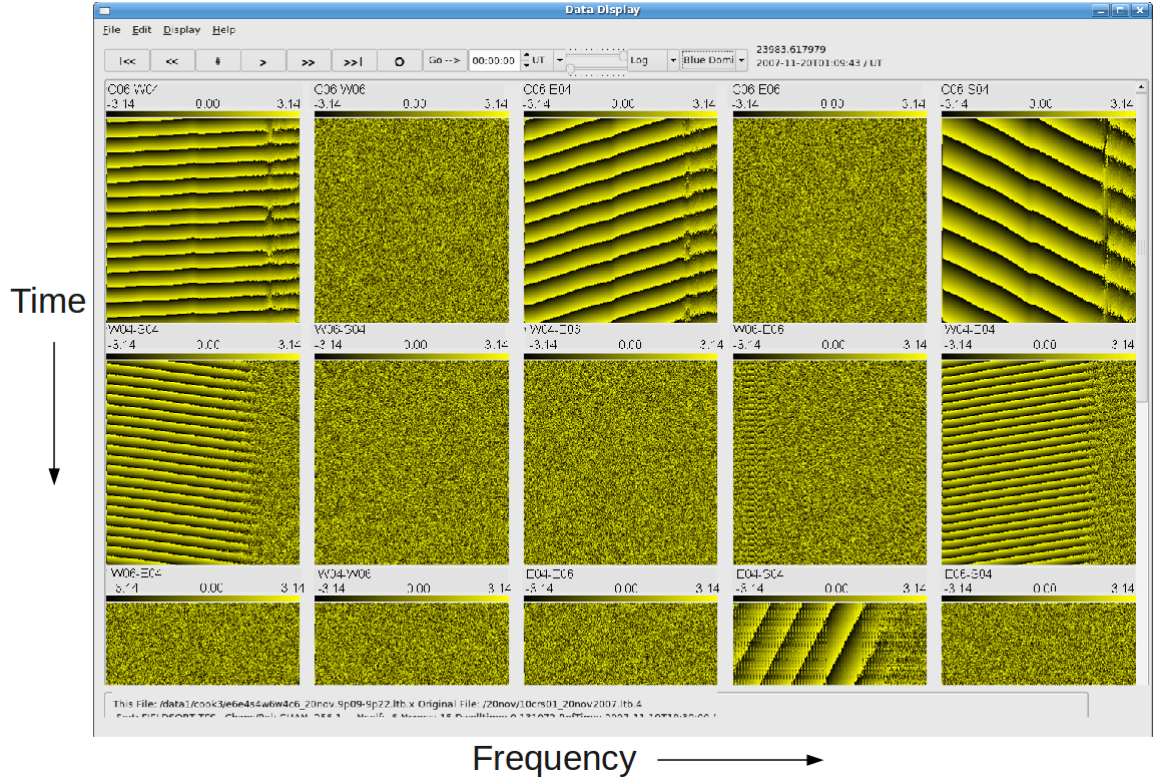 Data Display
File Edit Display Help
I<< << # > >> >>I O Go --> 00:00:00 UT Log Blue Domi
23983.617979
2007-11-20T01:09:43 / UT
C06 W04 C06 W06 C06 E04 C06 E06 C06 S04
-3.14 0.00 3.14 -3.14 0.00 3.14 -3.14 0.00 3.14 -3.14 0.00 3.14 -3.14 0.00 3.14
Time
W04-S04 W06-S04 W04-E06 W06-E06 W04-E04
-3.14 0.00 3.14 -3.14 0.00 3.14 -3.14 0.00 3.14 -3.14 0.00 3.14 -3.14 0.00 3.14
W06-E04 W04-W06 E04-E06 E04-S04 E06-S04
-3.14 0.00 3.14 -3.14 0.00 3.14 -3.14 0.00 3.14 -3.14 0.00 3.14 -3.14 0.00 3.14
This File: /data1/cook3/e6e4s4w6w4c6_20nov.9p09-9p22.ltb.x Original File: /20nov/10crs01_20nov2007.ltb.4
Frequency